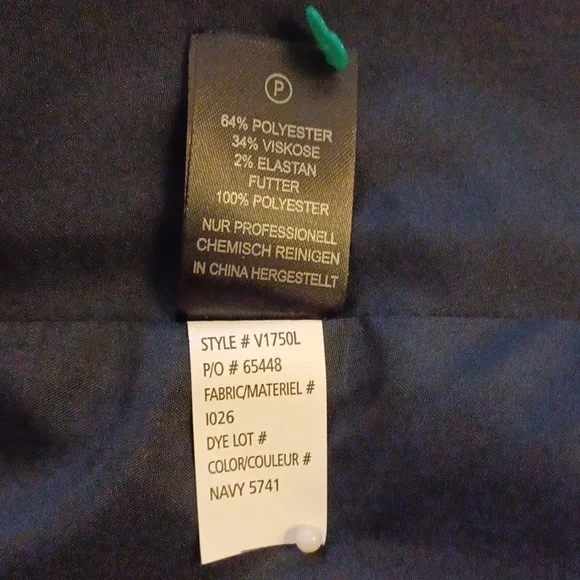 P
64% POLYESTER
34% VISKOSE
2% ELASTAN
FUTTER
100% POLYESTER
NUR PROFESSIONELL
CHEMISCH REINIGEN
IN CHINA HERGESTELLT
STYLE # V1750L
P/O # 65448
FABRIC/MATERIEL #
I026
DYE LOT #
COLOR/COULEUR #
NAVY 5741